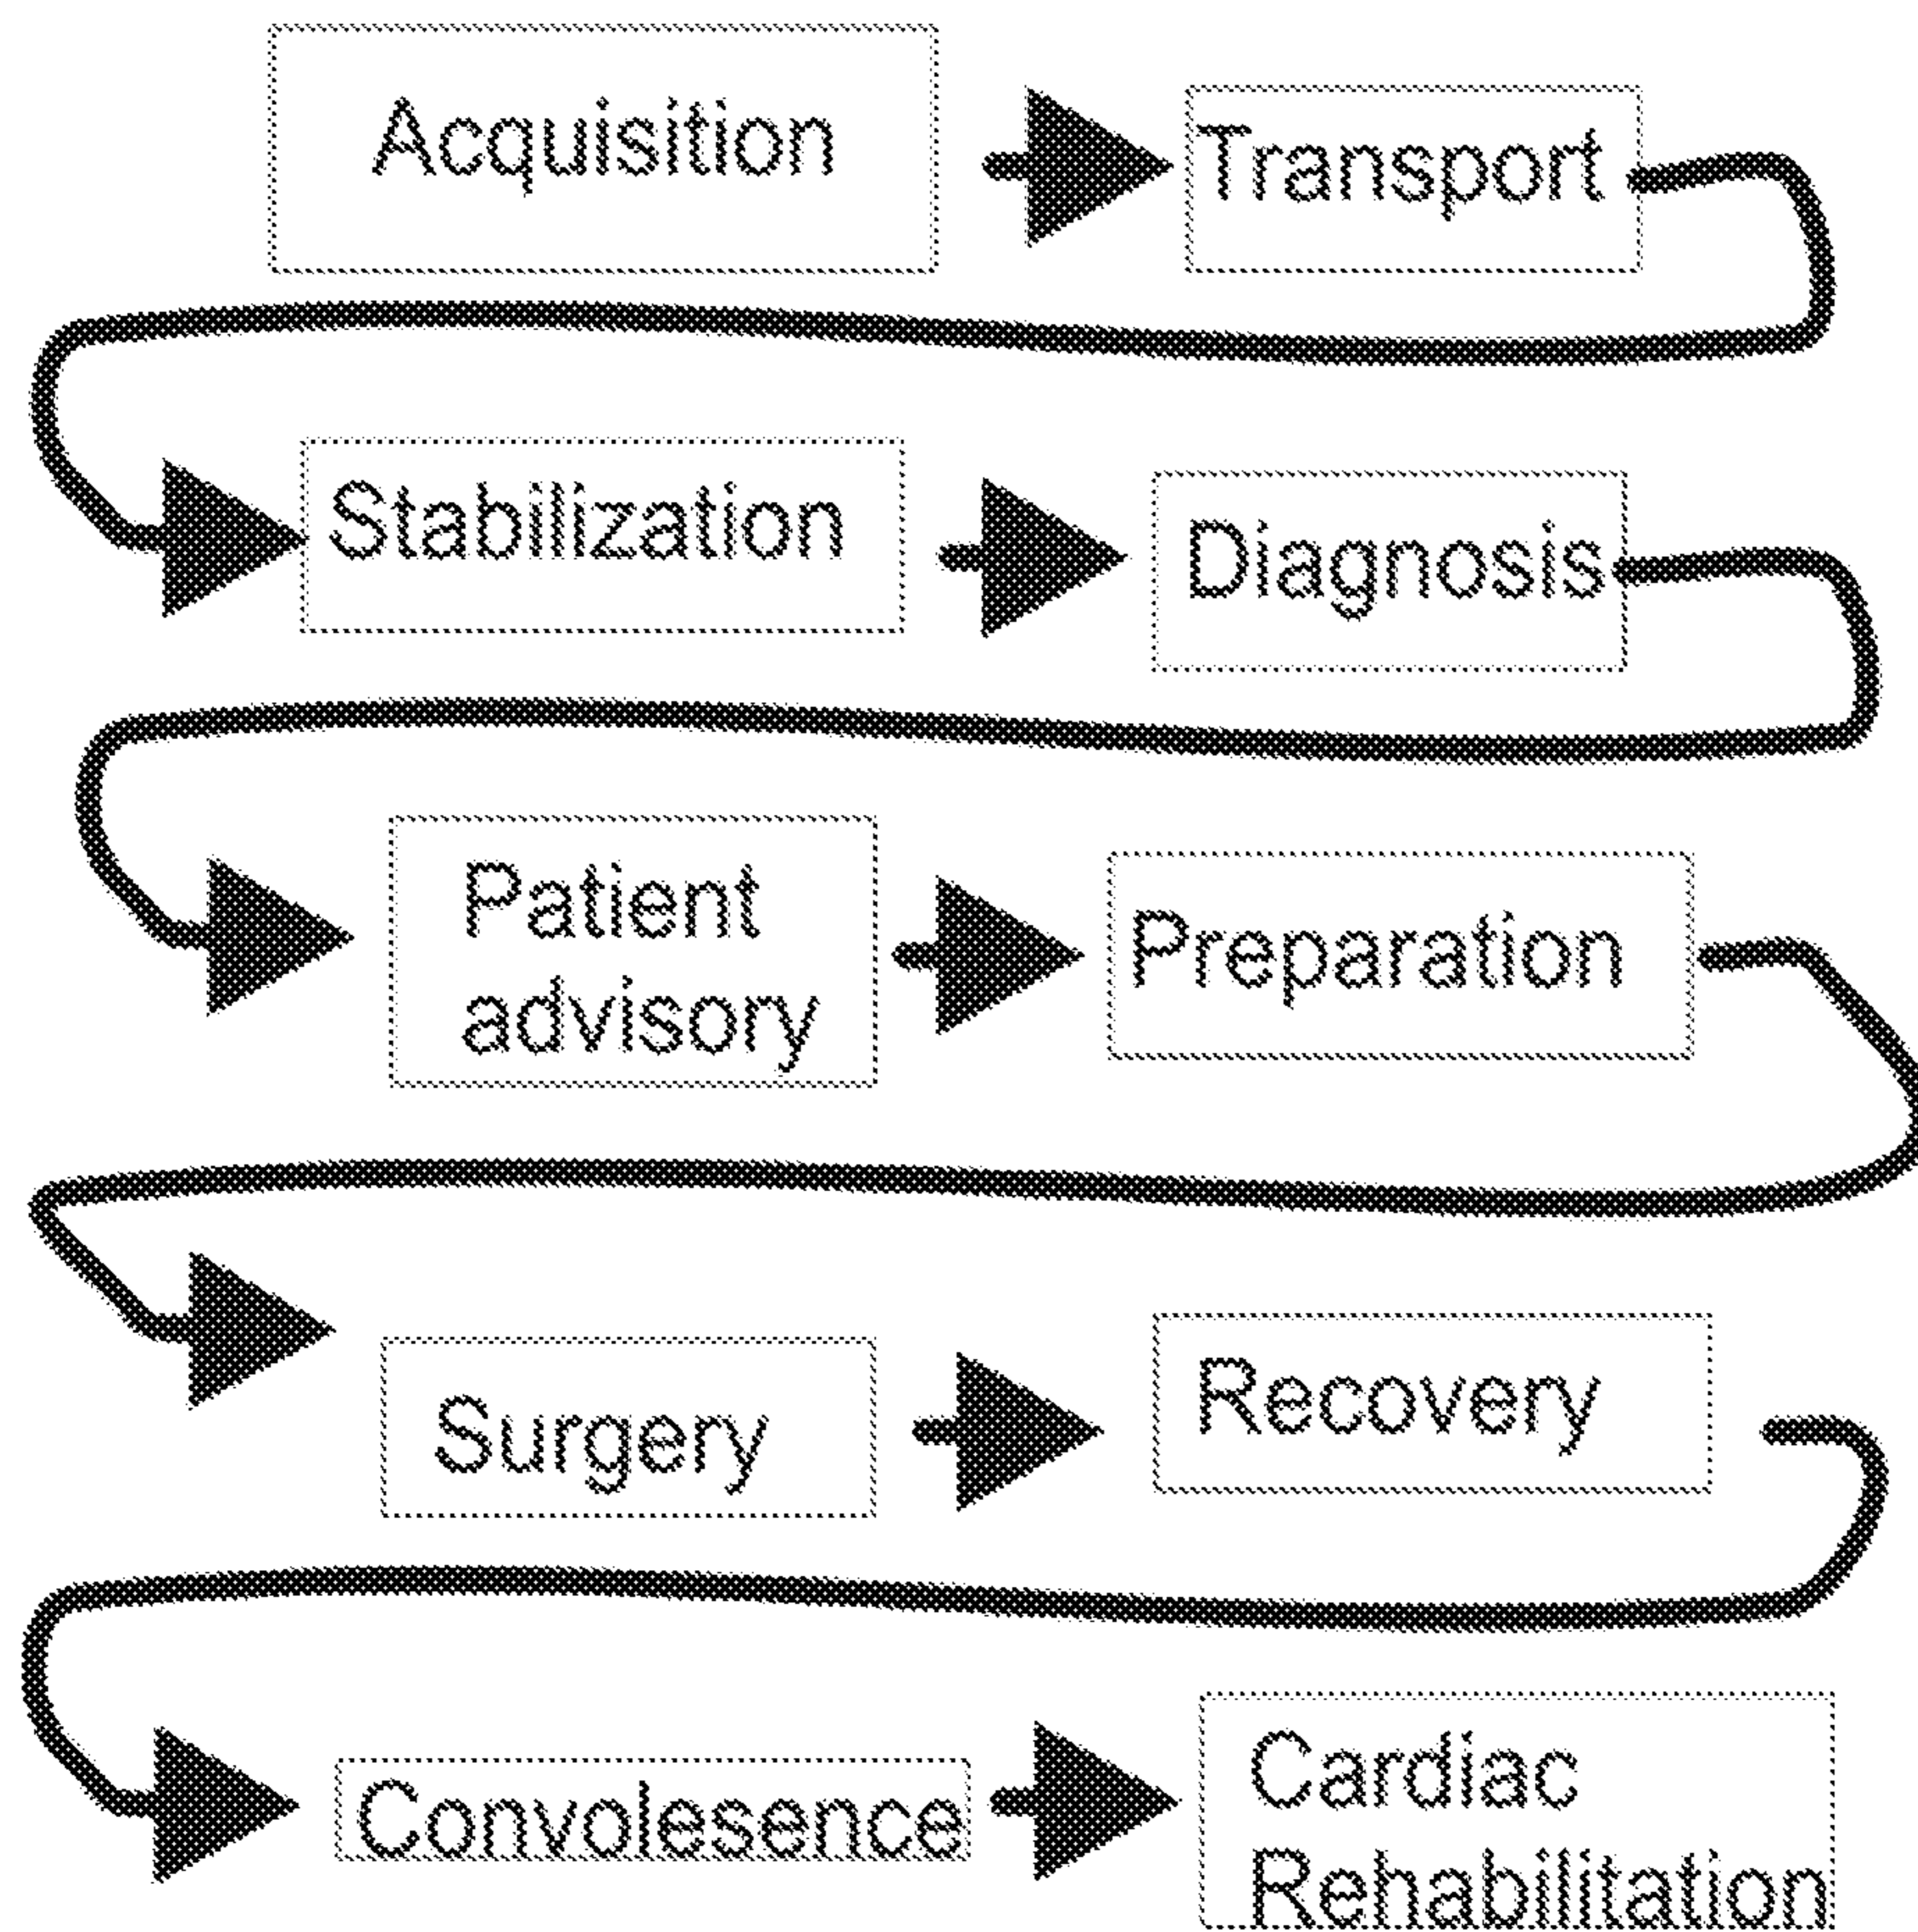 Acquisition
Transport
Stabilization
Diagnosis
Patient
advisory
Preparation
Surgery
Recovery
Convolesence
Cardiac
Rehabilitation